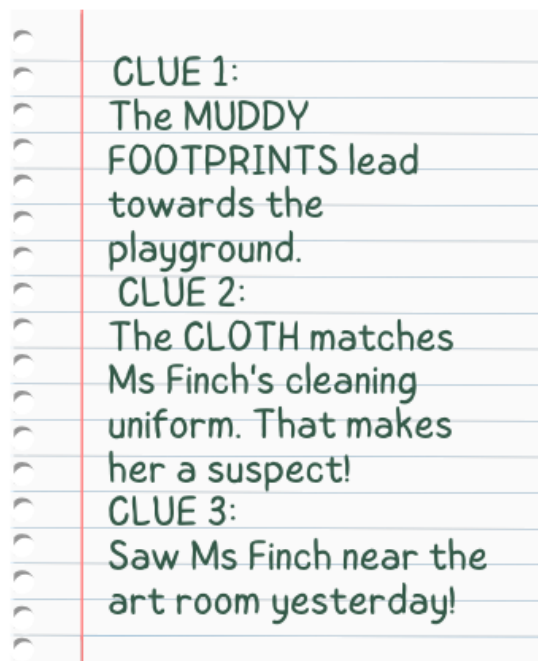 CLUE 1:
The MUDDY
FOOTPRINTS lead
towards the
playground.
CLUE 2:
The CLOTH matches
Ms Finch's cleaning
uniform. That makes
her a suspect!
CLUE 3:
Saw Ms Finch near the
art room yesterday!